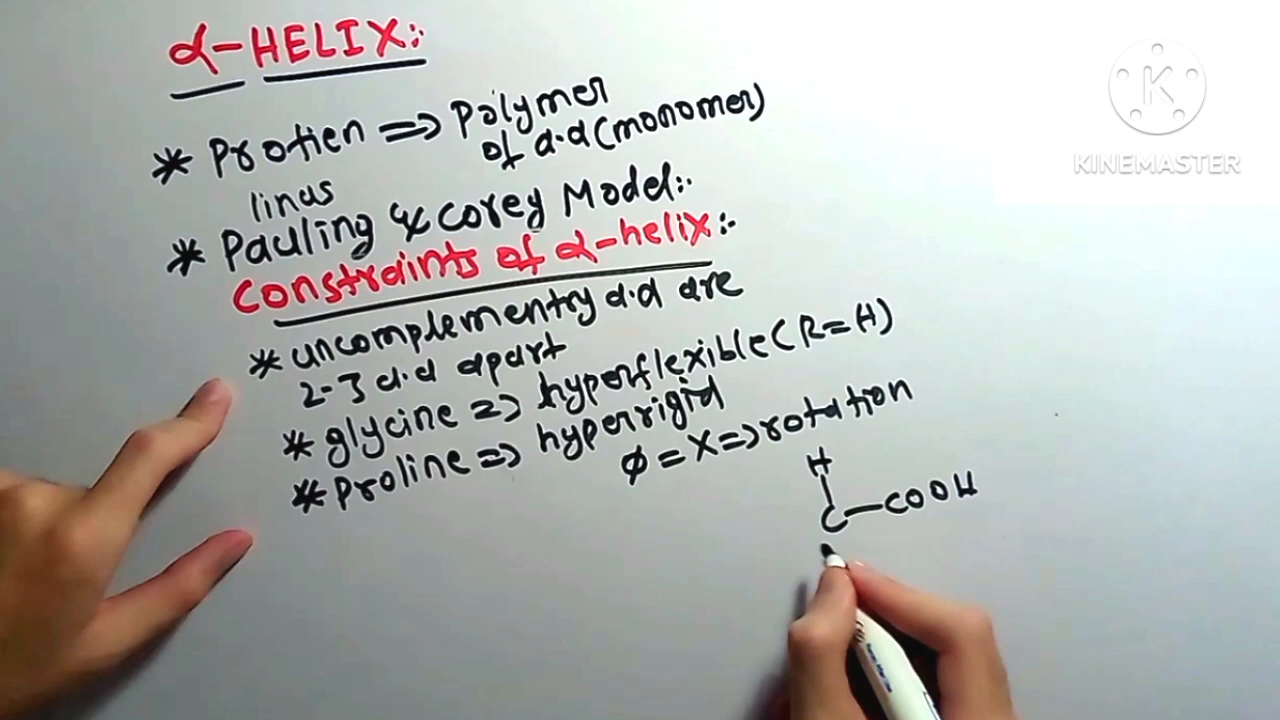 α-HELIX:-
* Protien => Polymer
of a.a (monomer)
linus
* Pauling & corey Model:-
Constraints of α-helix:-
* uncomplementry a.a are
2-3 a.a apart
* glycine => hyperflexible (R=H)
* Proline => hyperrigid
φ = X => rotation
H
C-COOH
K
KINEMASTER